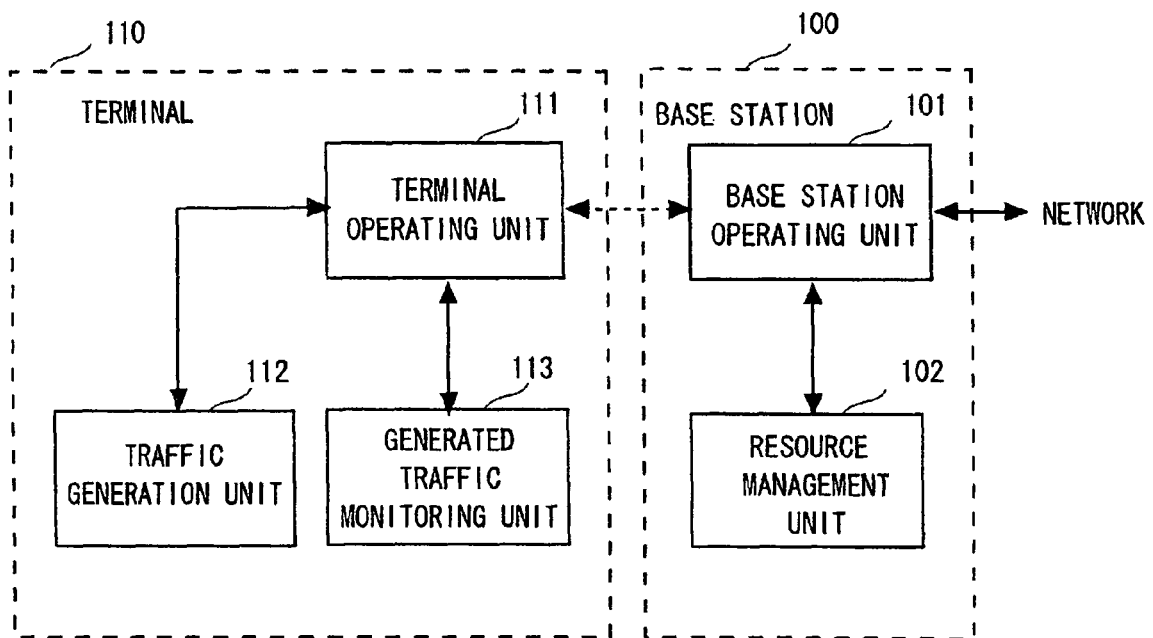 110
100
TERMINAL
111
BASE STATION
101
TERMINAL
OPERATING UNIT
BASE STATION
OPERATING UNIT
NETWORK
112
113
102
TRAFFIC
GENERATION UNIT
GENERATED
TRAFFIC
MONITORING UNIT
RESOURCE
MANAGEMENT
UNIT